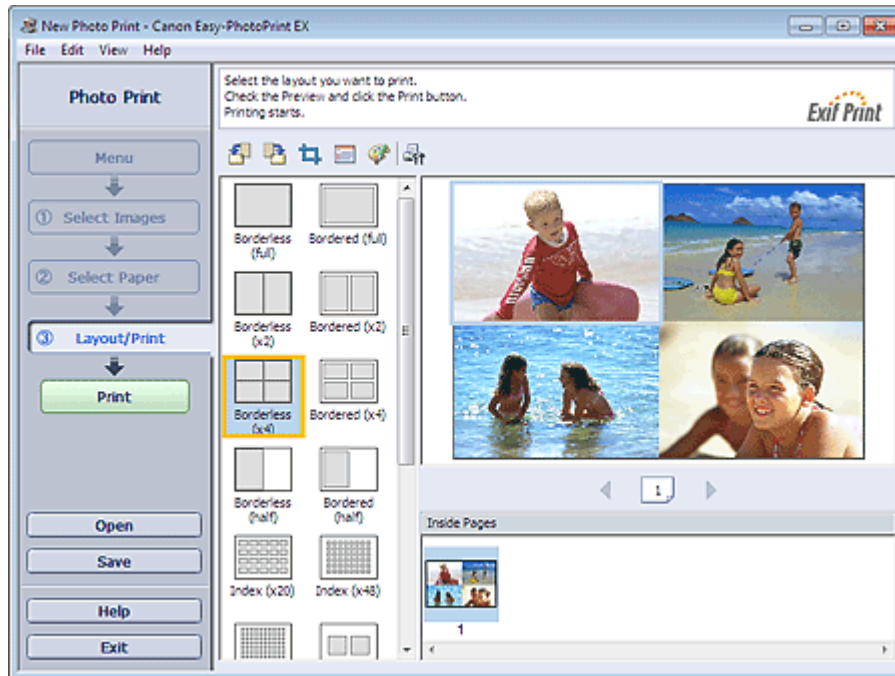 New Photo Print - Canon Easy-PhotoPrint EX
File Edit View Help
Photo Print
Select the layout you want to print.
Check the Preview and click the Print button.
Printing starts.
Exif Print
Menu
① Select Images
② Select Paper
③ Layout/Print
Print
Open
Save
Help
Exit
Borderless
(full)
Bordered (full)
Borderless
(x2)
Bordered (x2)
Borderless
(x4)
Bordered (x4)
Borderless
(half)
Bordered
(half)
Index (x20)
Index (x48)
1
Inside Pages
1